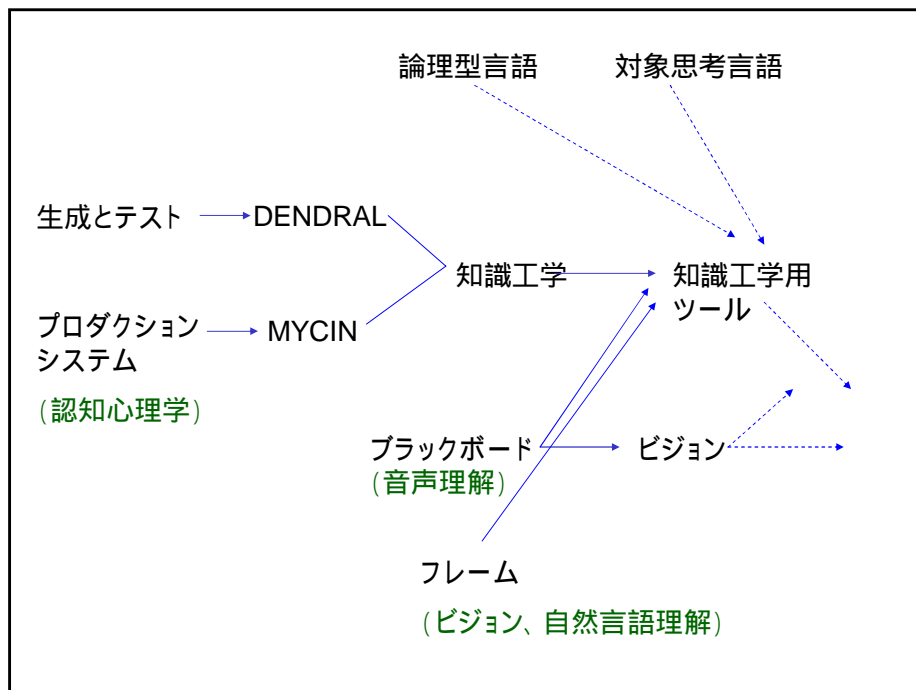 論理型言語
対象思考言語
生成とテスト
DENDRAL
知識工学
知識工学用
ツール
プロダクション
システム
MYCIN
(認知心理学)
ブラックボード
(音声理解)
ビジョン
フレーム
(ビジョン、自然言語理解)